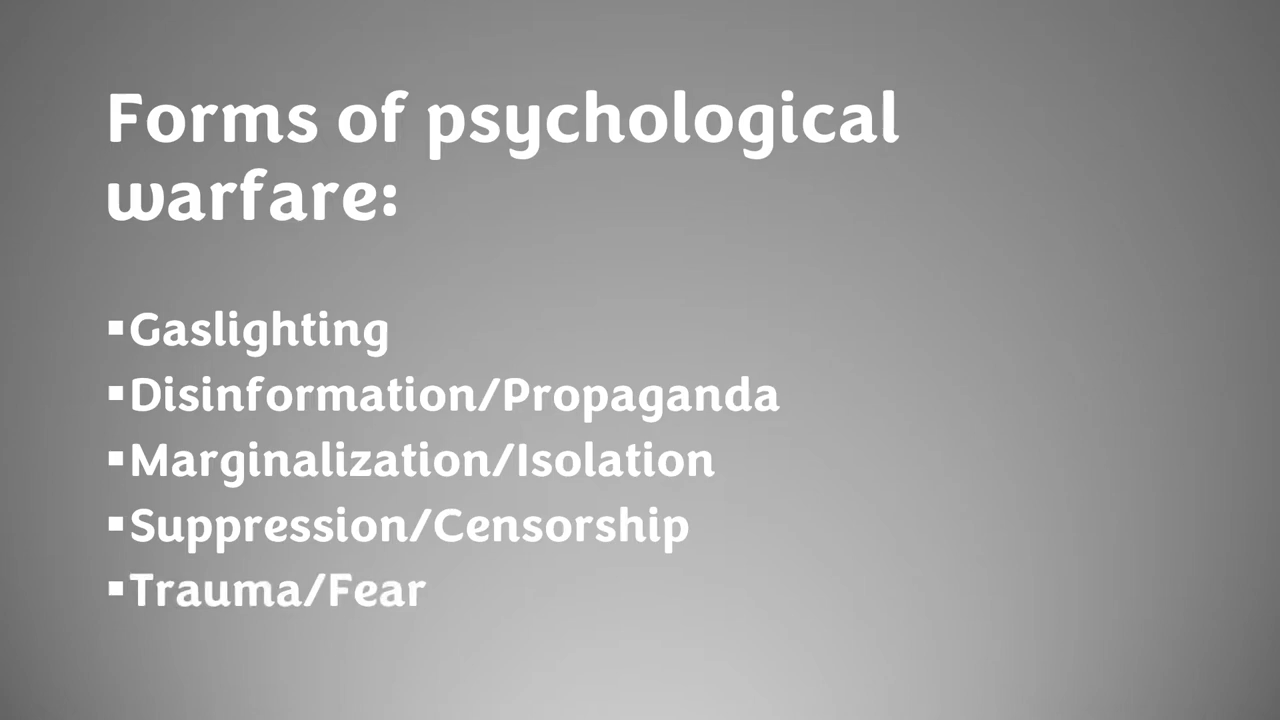 Forms of psychological
warfare:
▪Gaslighting
▪Disinformation/Propaganda
▪Marginalization/Isolation
▪Suppression/Censorship
▪Trauma/Fear